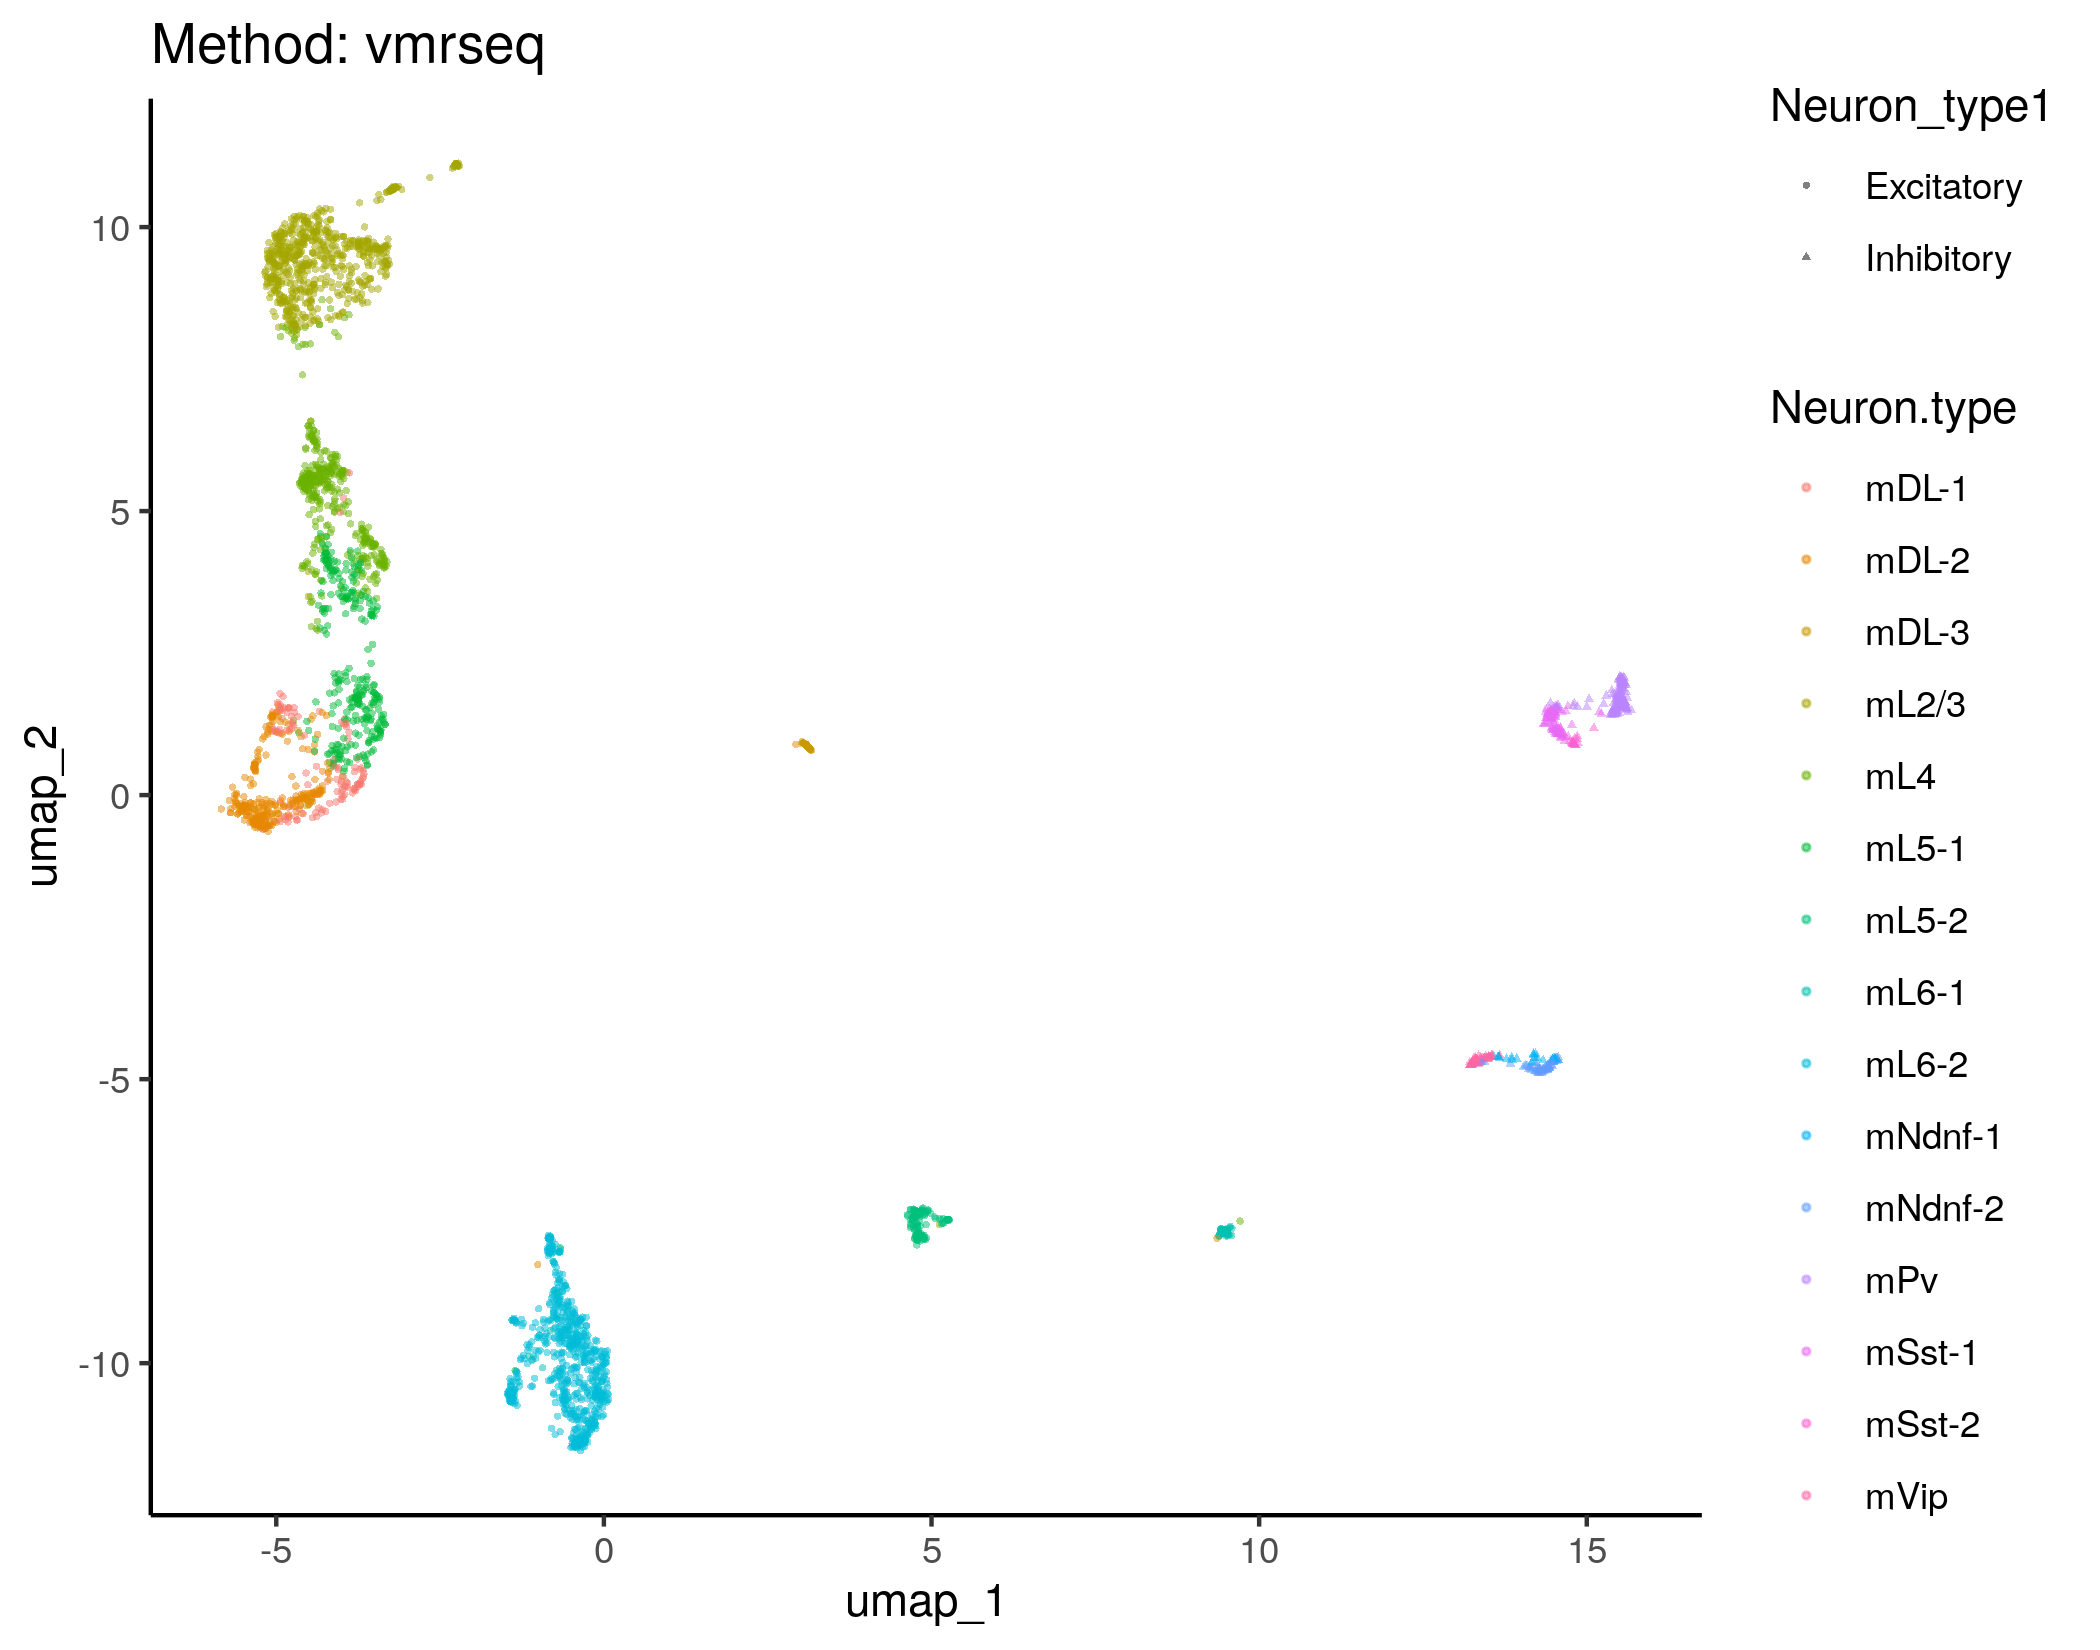 Method: vmrseq
umap_2
10
5
0
-5
-10
-5
0
5
10
15
umap_1
Neuron_type1
Excitatory
Inhibitory
Neuron.type
mDL-1
mDL-2
mDL-3
mL2/3
mL4
mL5-1
mL5-2
mL6-1
mL6-2
mNdnf-1
mNdnf-2
mPv
mSst-1
mSst-2
mVip